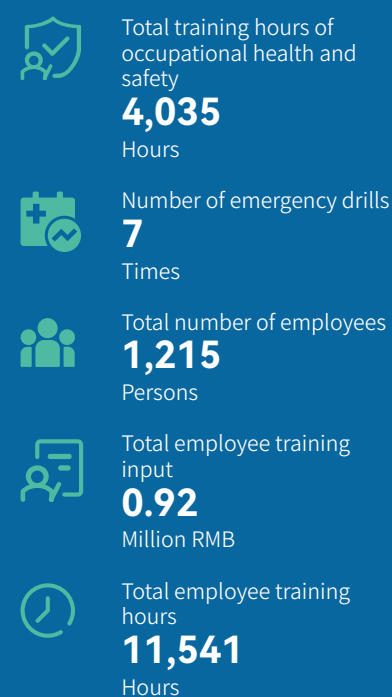 Total training hours of
occupational health and
safety
4,035
Hours
Number of emergency drills
7
Times
Total number of employees
1,215
Persons
Total employee training
input
0.92
Million RMB
Total employee training
hours
11,541
Hours